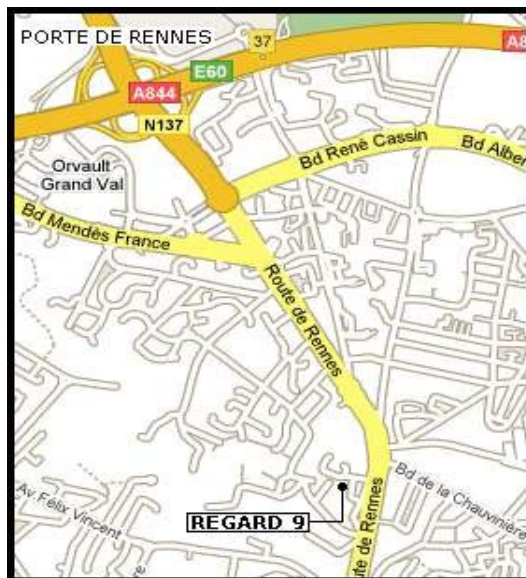 PORTE DE RENNES
37
A8
E60
A844
N137
Bd René Cassin
Bd Alber
Orvault
Grand Val
Bd Mendès France
Route de Rennes
Bd de la Chauvinière
Av Félix Vincent
REGARD 9
ute de Rennes